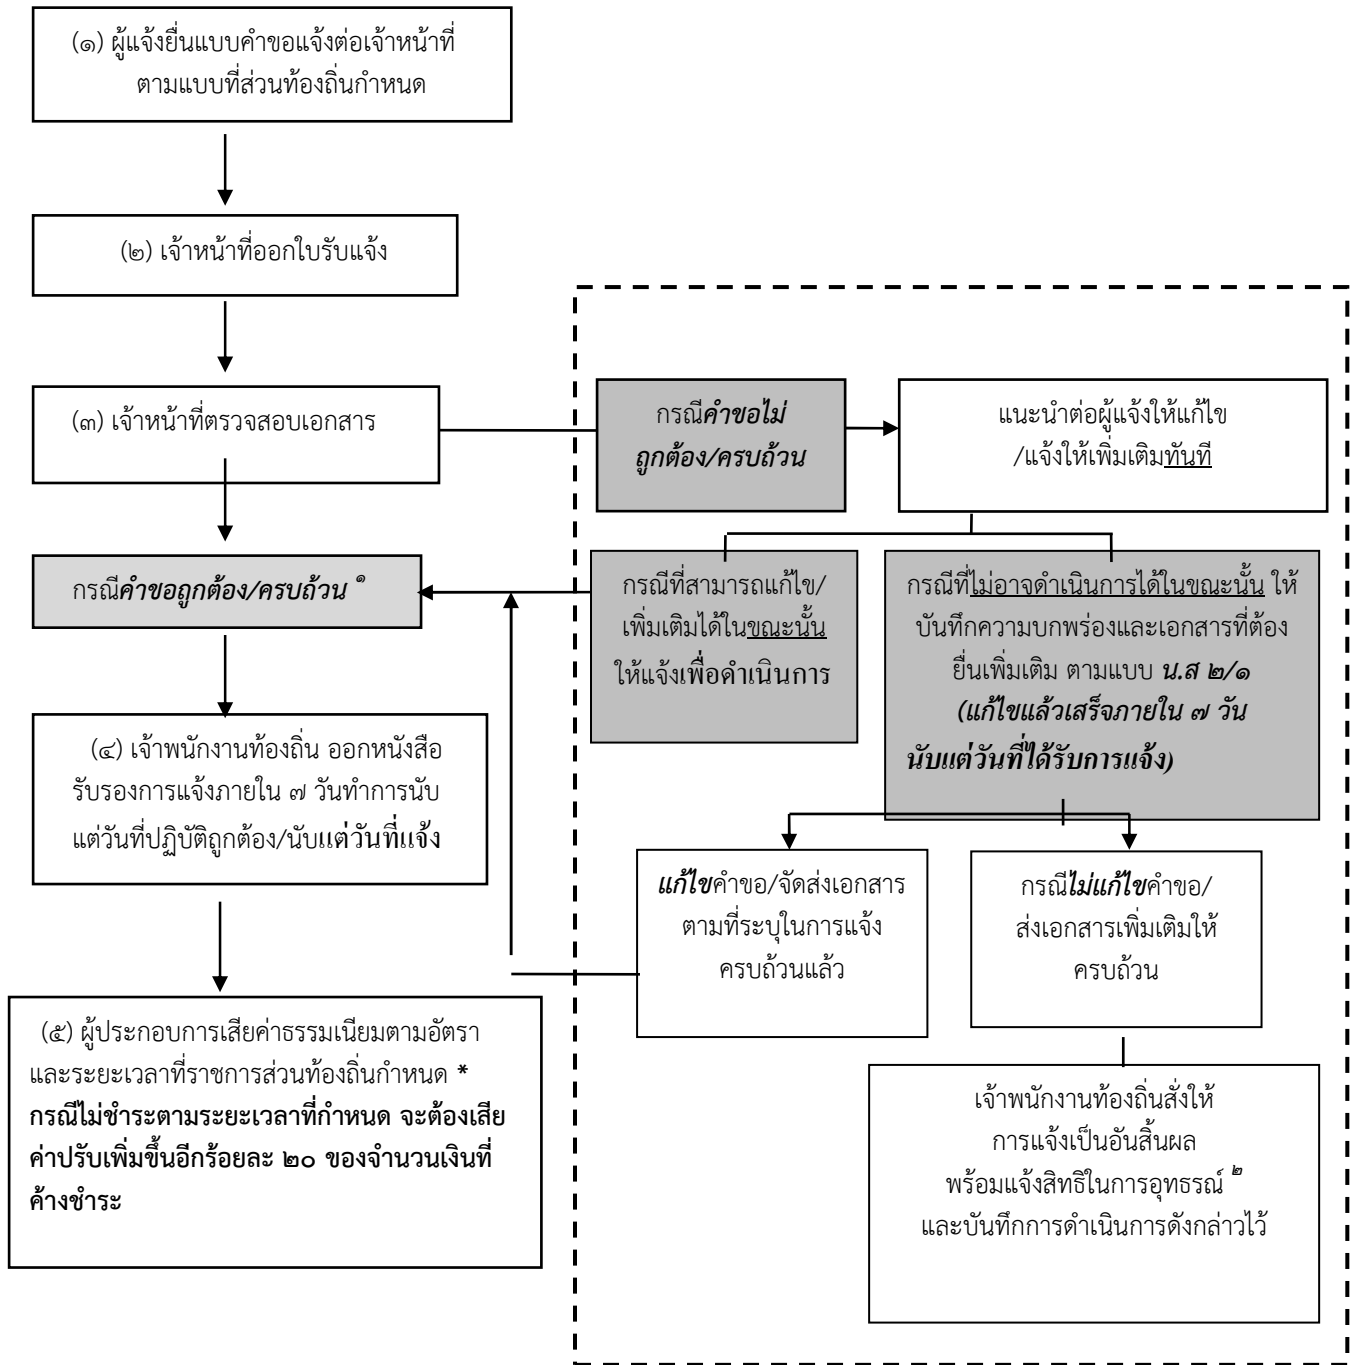 (๑) ผู้แจ้งยื่นแบบคำขอแจ้งต่อเจ้าหน้าที่
ตามแบบที่ส่วนท้องถิ่นกำหนด
(๒) เจ้าหน้าที่ออกใบรับแจ้ง
(๓) เจ้าหน้าที่ตรวจสอบเอกสาร
กรณีคำขอไม่
ถูกต้อง/ครบถ้วน
แนะนำต่อผู้แจ้งให้แก้ไข
/แจ้งให้เพิ่มเติมทันที
กรณีคำขอถูกต้อง/ครบถ้วน ๑
กรณีที่สามารถแก้ไข/
เพิ่มเติมได้ในขณะนั้น
ให้แจ้งเพื่อดำเนินการ
กรณีที่ไม่อาจดำเนินการได้ในขณะนั้น ให้
บันทึกความบกพร่องและเอกสารที่ต้อง
ยื่นเพิ่มเติม ตามแบบ น.ส ๒/๑
(แก้ไขแล้วเสร็จภายใน ๗ วัน
นับแต่วันที่ได้รับการแจ้ง)
(๔) เจ้าพนักงานท้องถิ่น ออกหนังสือ
รับรองการแจ้งภายใน ๗ วันทำการนับ
แต่วันที่ปฏิบัติถูกต้อง/นับแต่วันที่แจ้ง
แก้ไขคำขอ/จัดส่งเอกสาร
ตามที่ระบุในการแจ้ง
ครบถ้วนแล้ว
กรณีไม่แก้ไขคำขอ/
ส่งเอกสารเพิ่มเติมให้
ครบถ้วน
(๕) ผู้ประกอบการเสียค่าธรรมเนียมตามอัตรา
และระยะเวลาที่ราชการส่วนท้องถิ่นกำหนด *
กรณีไม่ชำระตามระยะเวลาที่กำหนด จะต้องเสีย
ค่าปรับเพิ่มขึ้นอีกร้อยละ ๒๐ ของจำนวนเงินที่
ค้างชำระ
เจ้าพนักงานท้องถิ่นสั่งให้
การแจ้งเป็นอันสิ้นผล
พร้อมแจ้งสิทธิในการอุทธรณ์ ๒
และบันทึกการดำเนินการดังกล่าวไว้